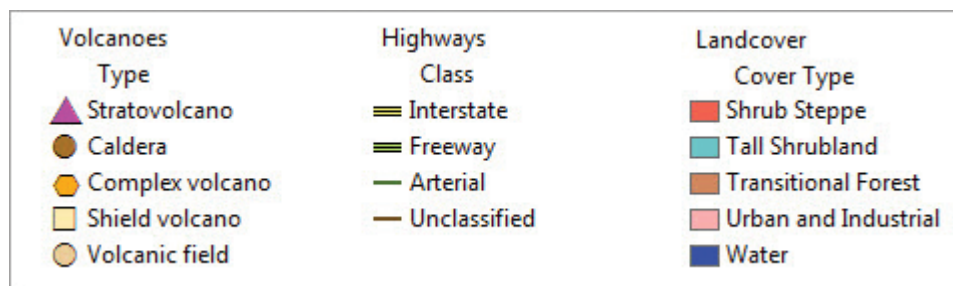 Volcanoes
Type
Stratovolcano
Caldera
Complex volcano
Shield volcano
Volcanic field
Highways
Class
Interstate
Freeway
Arterial
Unclassified
Landcover
Cover Type
Shrub Steppe
Tall Shrubland
Transitional Forest
Urban and Industrial
Water